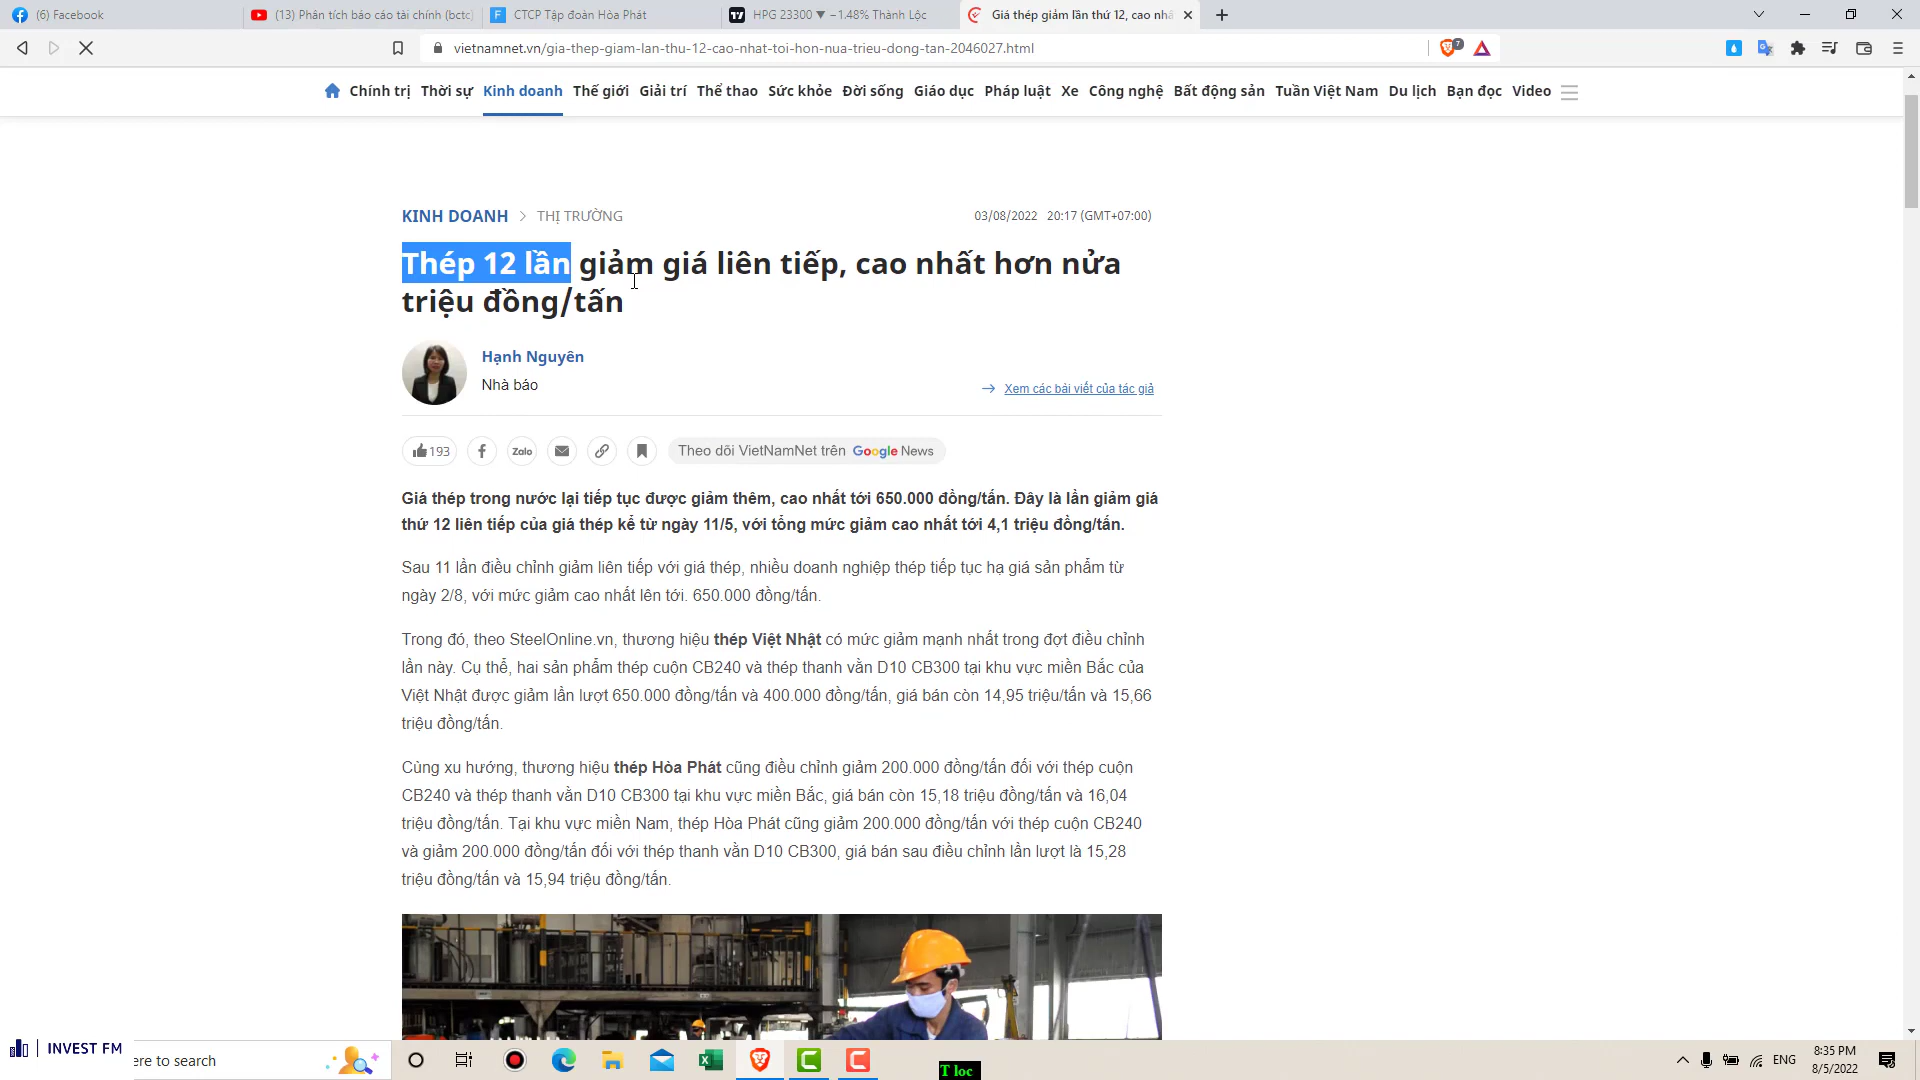 (6) Facebook
(13) Phân tích báo cáo tài chính (bctc)
CTCP Tập đoàn Hòa Phát
HPG 23300 ▼ −1.48% Thành Lộc
Giá thép giảm lần thứ 12, cao nhấ
vietnamnet.vn/gia-thep-giam-lan-thu-12-cao-nhat-toi-hon-nua-trieu-dong-tan-2046027.html
7
Chính trị Thời sự Kinh doanh Thế giới Giải trí Thể thao Sức khỏe Đời sống Giáo dục Pháp luật Xe Công nghệ Bất động sản Tuần Việt Nam Du lịch Bạn đọc Video
KINH DOANH > THỊ TRƯỜNG
03/08/2022 20:17 (GMT+07:00)
Thép 12 lần giảm giá liên tiếp, cao nhất hơn nửa
triệu đồng/tấn
Hạnh Nguyên
Nhà báo
Xem các bài viết của tác giả
193
Zalo
Theo dõi VietNamNet trên Google News
Giá thép trong nước lại tiếp tục được giảm thêm, cao nhất tới 650.000 đồng/tấn. Đây là lần giảm giá
thứ 12 liên tiếp của giá thép kể từ ngày 11/5, với tổng mức giảm cao nhất tới 4,1 triệu đồng/tấn.
Sau 11 lần điều chỉnh giảm liên tiếp với giá thép, nhiều doanh nghiệp thép tiếp tục hạ giá sản phẩm từ
ngày 2/8, với mức giảm cao nhất lên tới. 650.000 đồng/tấn.
Trong đó, theo SteelOnline.vn, thương hiệu thép Việt Nhật có mức giảm mạnh nhất trong đợt điều chỉnh
lần này. Cụ thể, hai sản phẩm thép cuộn CB240 và thép thanh vằn D10 CB300 tại khu vực miền Bắc của
Việt Nhật được giảm lần lượt 650.000 đồng/tấn và 400.000 đồng/tấn, giá bán còn 14,95 triệu/tấn và 15,66
triệu đồng/tấn.
Cùng xu hướng, thương hiệu thép Hòa Phát cũng điều chỉnh giảm 200.000 đồng/tấn đối với thép cuộn
CB240 và thép thanh vằn D10 CB300 tại khu vực miền Bắc, giá bán còn 15,18 triệu đồng/tấn và 16,04
triệu đồng/tấn. Tại khu vực miền Nam, thép Hòa Phát cũng giảm 200.000 đồng/tấn với thép cuộn CB240
và giảm 200.000 đồng/tấn đối với thép thanh vằn D10 CB300, giá bán sau điều chỉnh lần lượt là 15,28
triệu đồng/tấn và 15,94 triệu đồng/tấn.
INVEST FM
ere to search
T loc
ENG
8:35 PM
8/5/2022